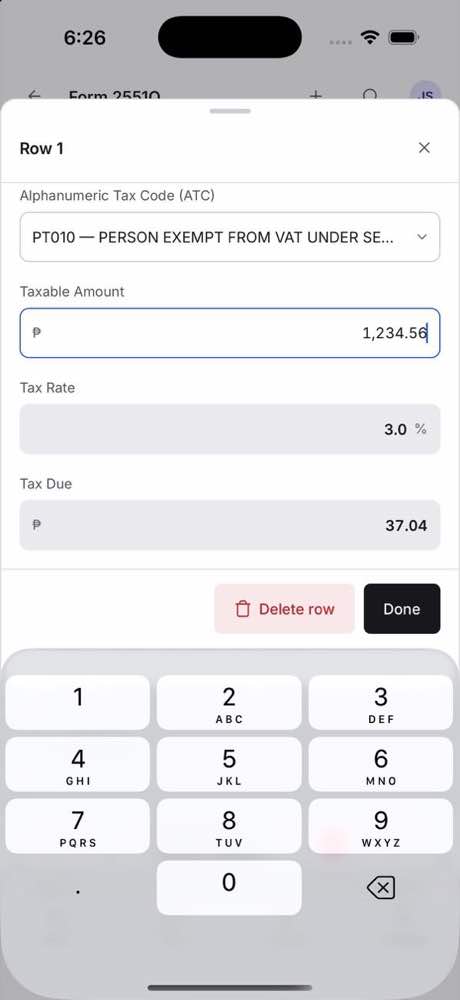 6:26
Form 2551Q
JS
Row 1
Alphanumeric Tax Code (ATC)
PT010 — PERSON EXEMPT FROM VAT UNDER SE...
Taxable Amount
₱ 1,234.56
Tax Rate
3.0 %
Tax Due
₱ 37.04
Delete row
Done
1
2
ABC
3
DEF
4
GHI
5
JKL
6
MNO
7
PQRS
8
TUV
9
WXYZ
.
0